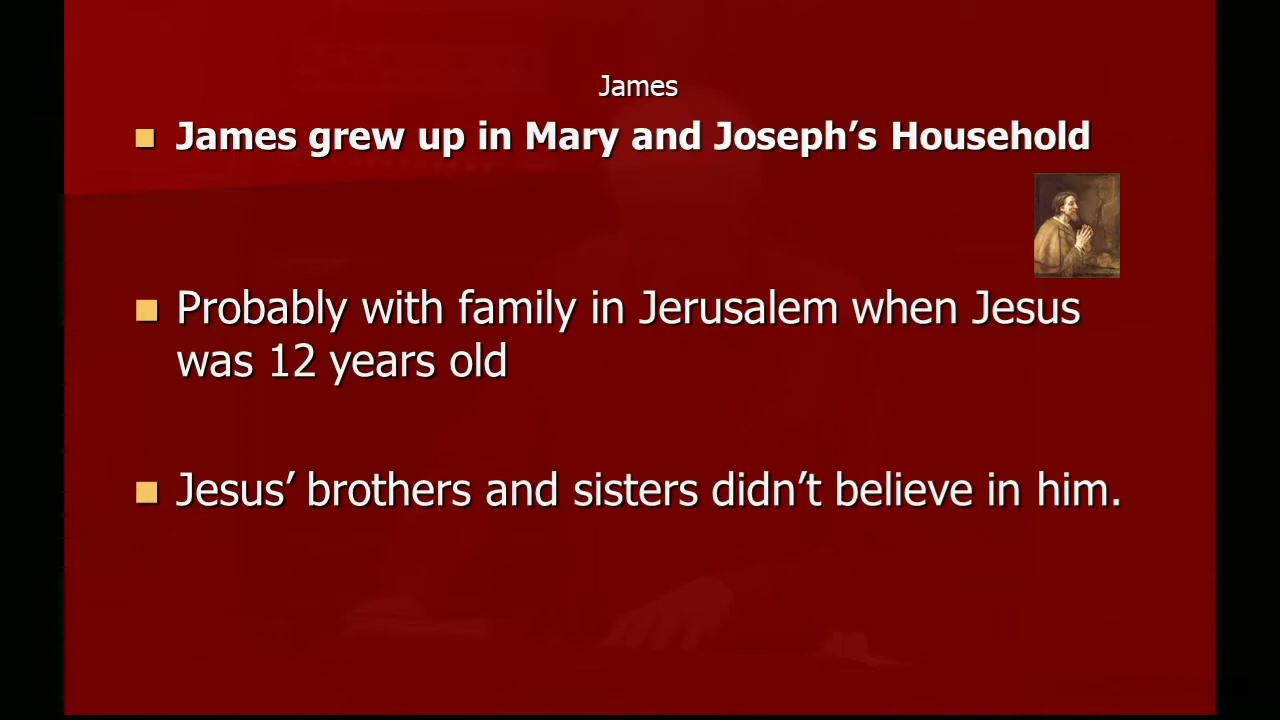 James
James grew up in Mary and Joseph’s Household
Probably with family in Jerusalem when Jesus
was 12 years old
Jesus’ brothers and sisters didn’t believe in him.